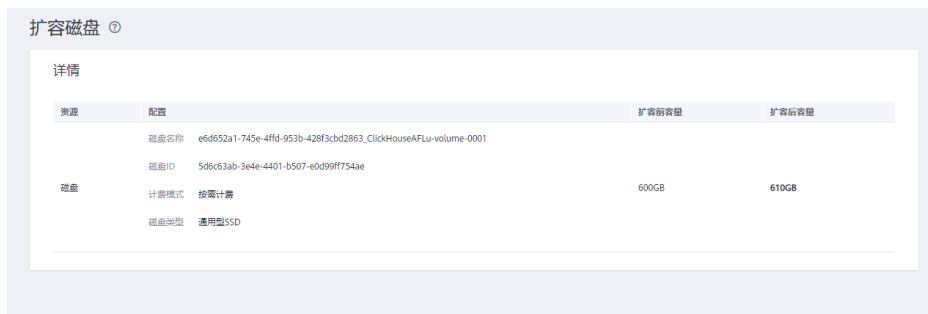 扩容磁盘
详情
资源 配置 扩容前容量 扩容后容量
磁盘名称 e6d652a1-745e-4ffd-953b-428f3cbd2863_ClickHouseAFLu-volume-0001
磁盘ID 5d6c63ab-3e4e-4401-b507-e0d99ff754ae
磁盘 计费模式 按需计费 600GB 610GB
磁盘类型 通用型SSD